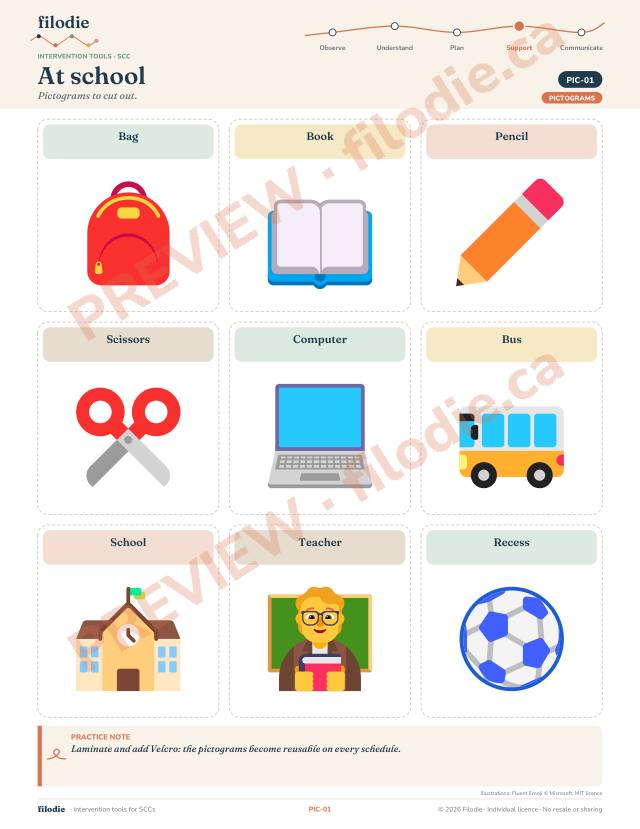 filodie
Observe Understand Plan Support Communicate
INTERVENTION TOOLS · SCC
At school
Pictograms to cut out.
PIC-01
PICTOGRAMS
Bag Book Pencil
Scissors Computer Bus
School Teacher Recess
PREVIEW · filodie.ca
PREVIEW · filodie.ca
PRACTICE NOTE
Laminate and add Velcro: the pictograms become reusable on every schedule.
Illustrations: Fluent Emoji © Microsoft, MIT licence
filodie · intervention tools for SCCs PIC-01 © 2026 Filodie · Individual licence · No resale or sharing